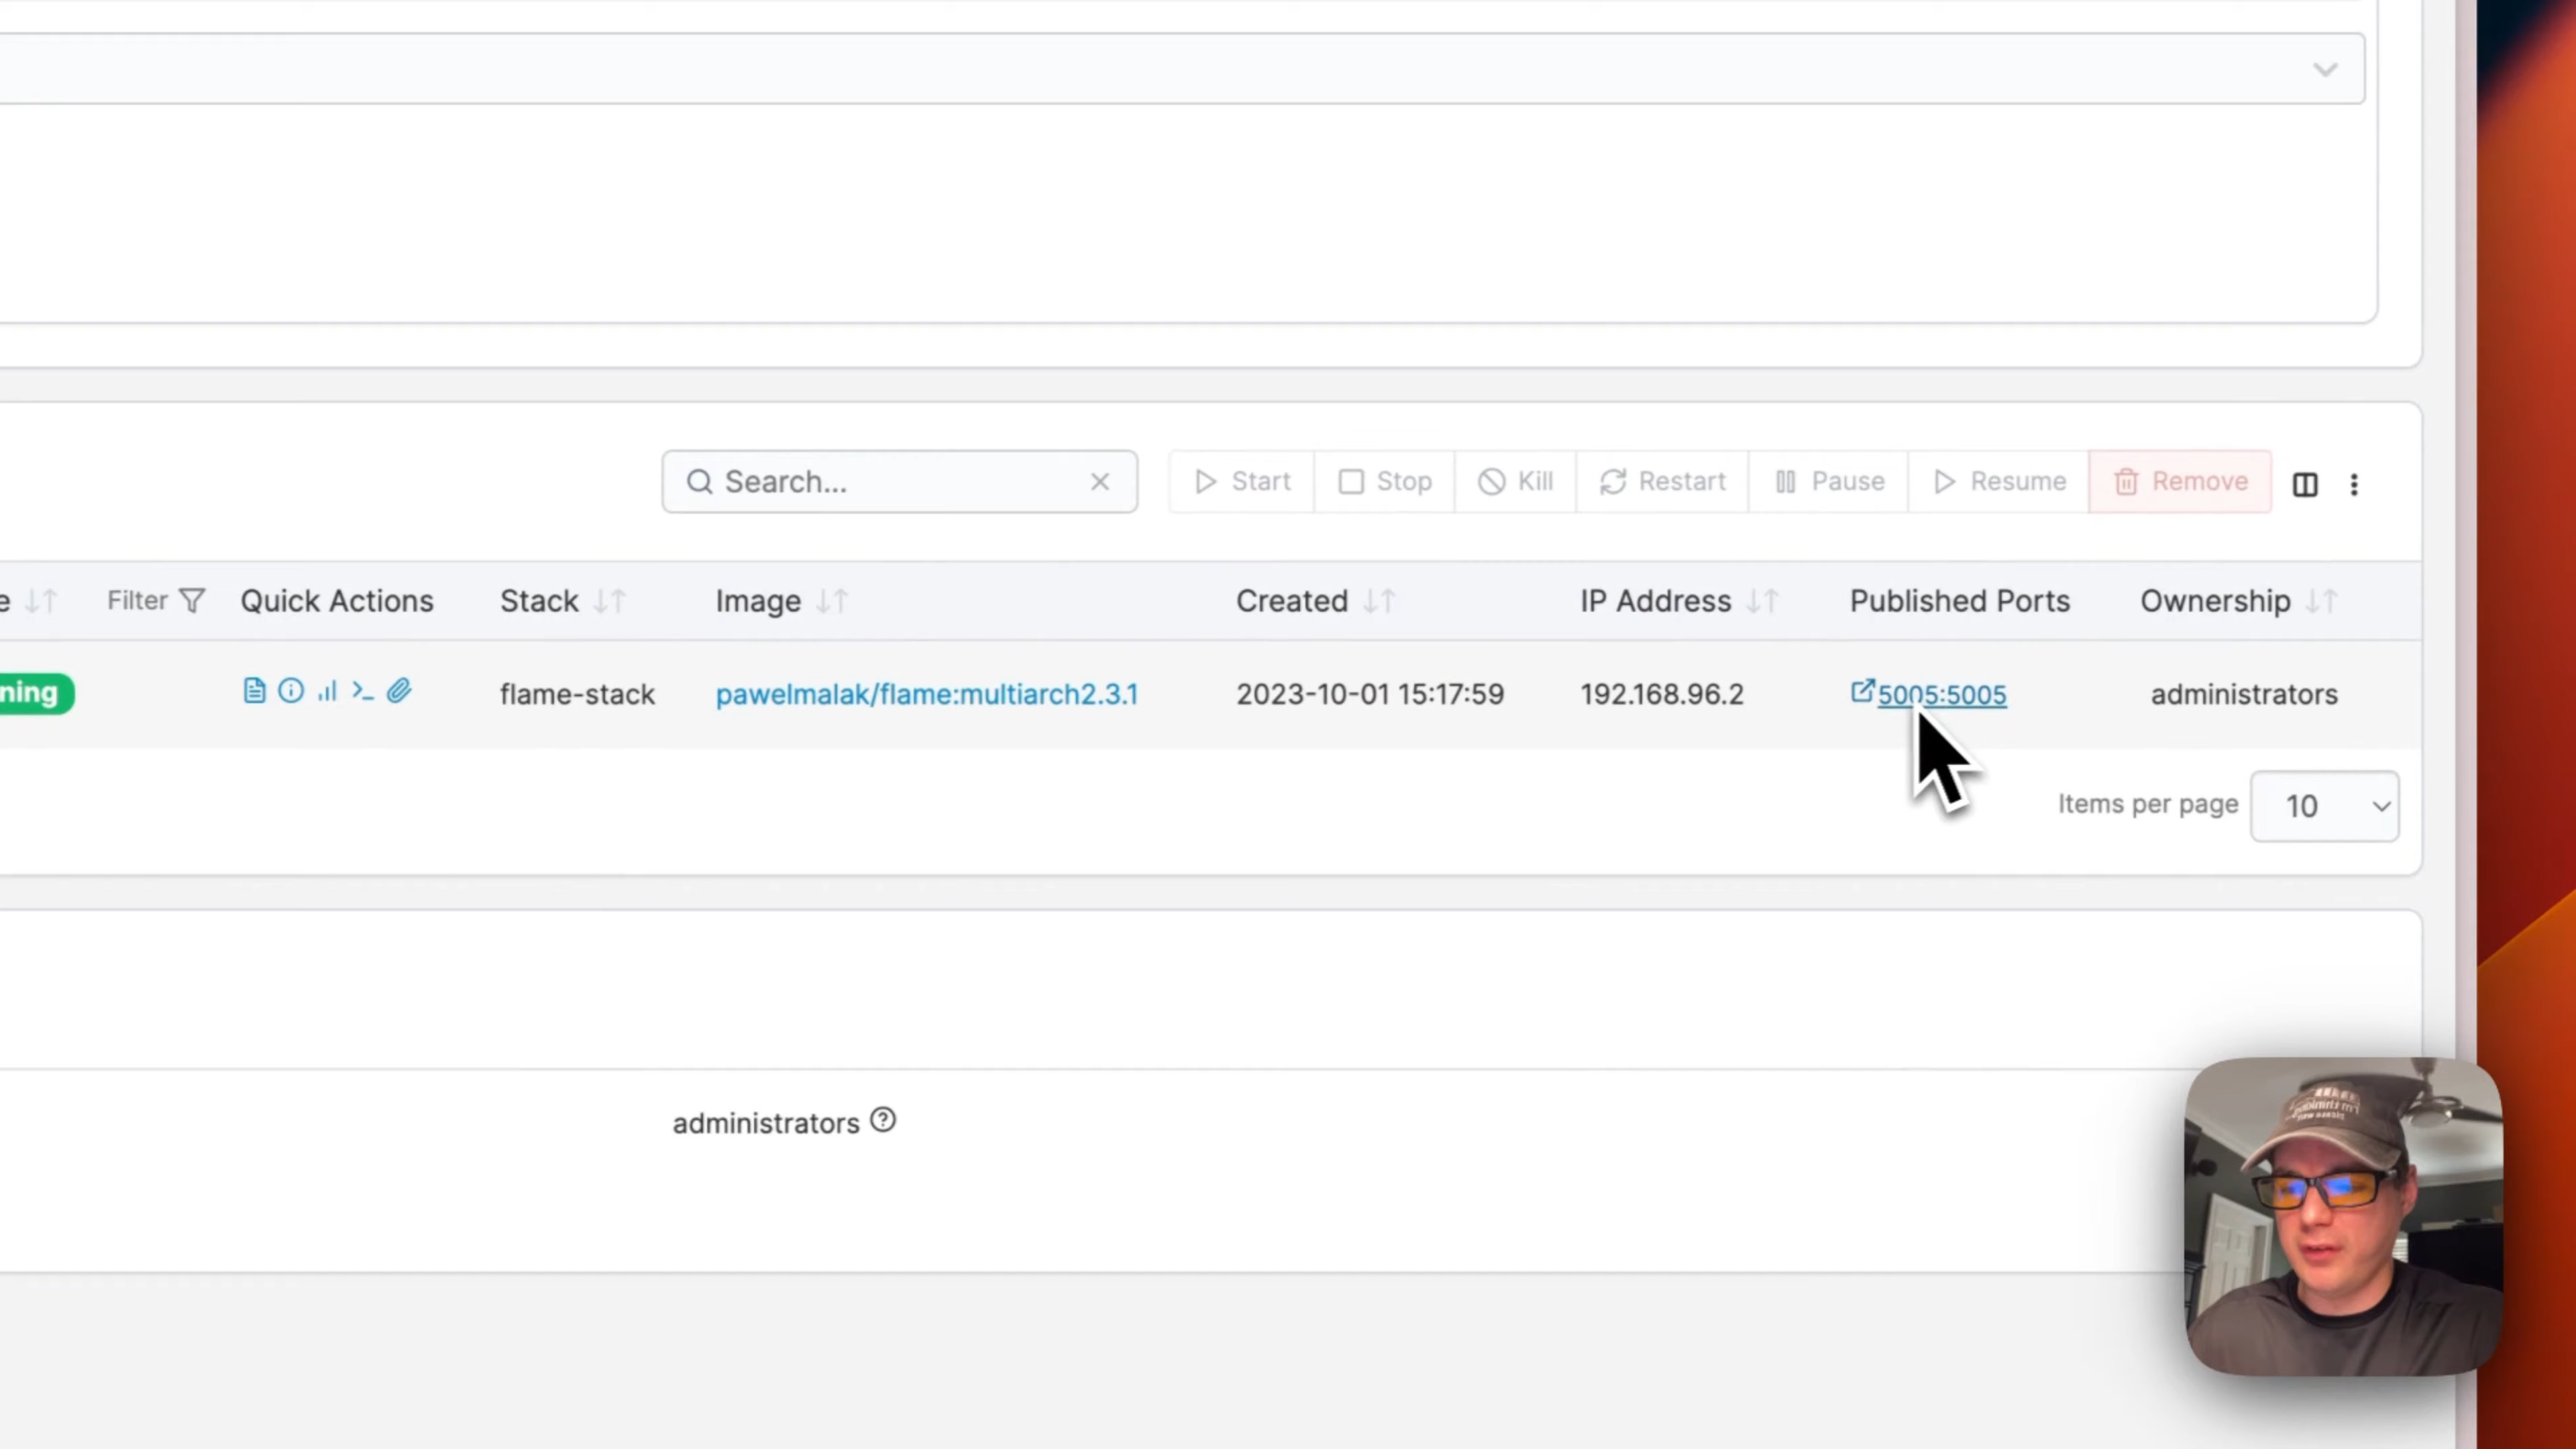 Search...
Start
Stop
Kill
Restart
Pause
Resume
Remove
e
Filter
Quick Actions
Stack
Image
Created
IP Address
Published Ports
Ownership
ning
flame-stack
pawelmalak/flame:multiarch2.3.1
2023-10-01 15:17:59
192.168.96.2
5005:5005
administrators
Items per page
10
administrators